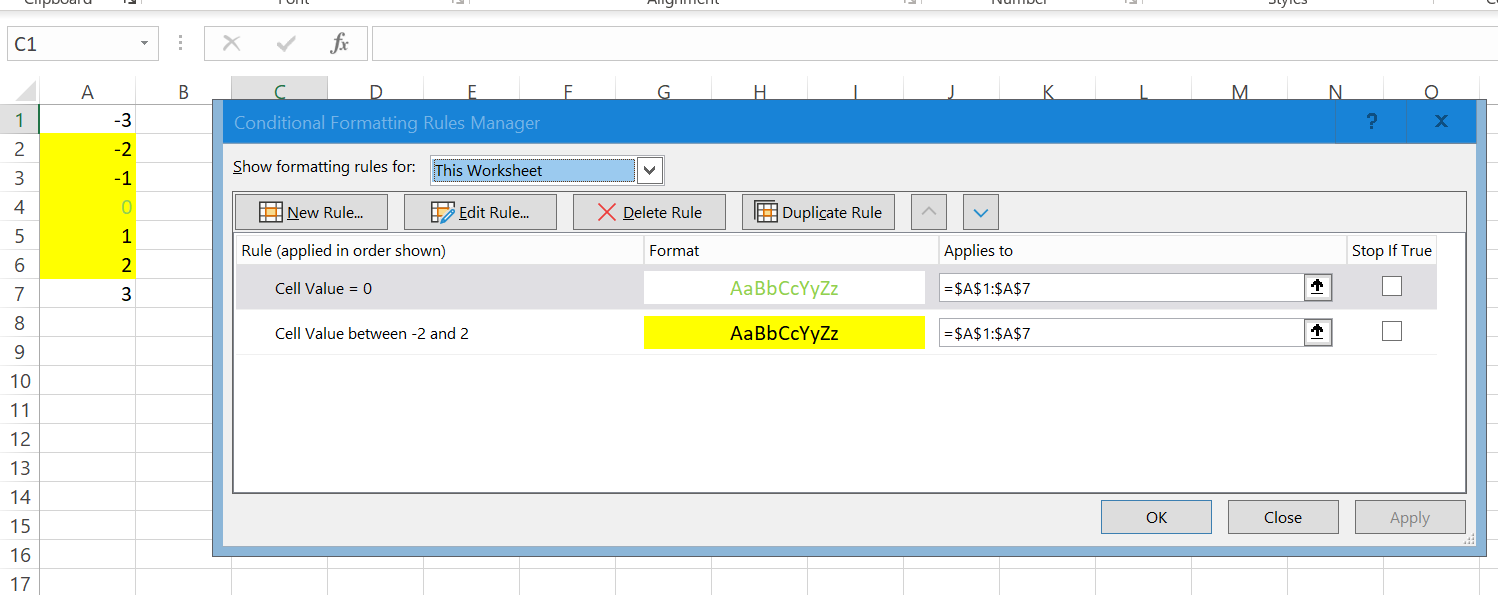 Clipboard Font Alignment Number Styles
C1 fx
A B C D E F G H I J K L M N O
1 -3
2 -2
3 -1
4 0
5 1
6 2
7 3
8
9
10
11
12
13
14
15
16
17
Conditional Formatting Rules Manager ? x
Show formatting rules for: This Worksheet
New Rule... Edit Rule... Delete Rule Duplicate Rule
Rule (applied in order shown) Format Applies to Stop If True
Cell Value = 0 AaBbCcYyZz =$A$1:$A$7
Cell Value between -2 and 2 AaBbCcYyZz =$A$1:$A$7
OK Close Apply